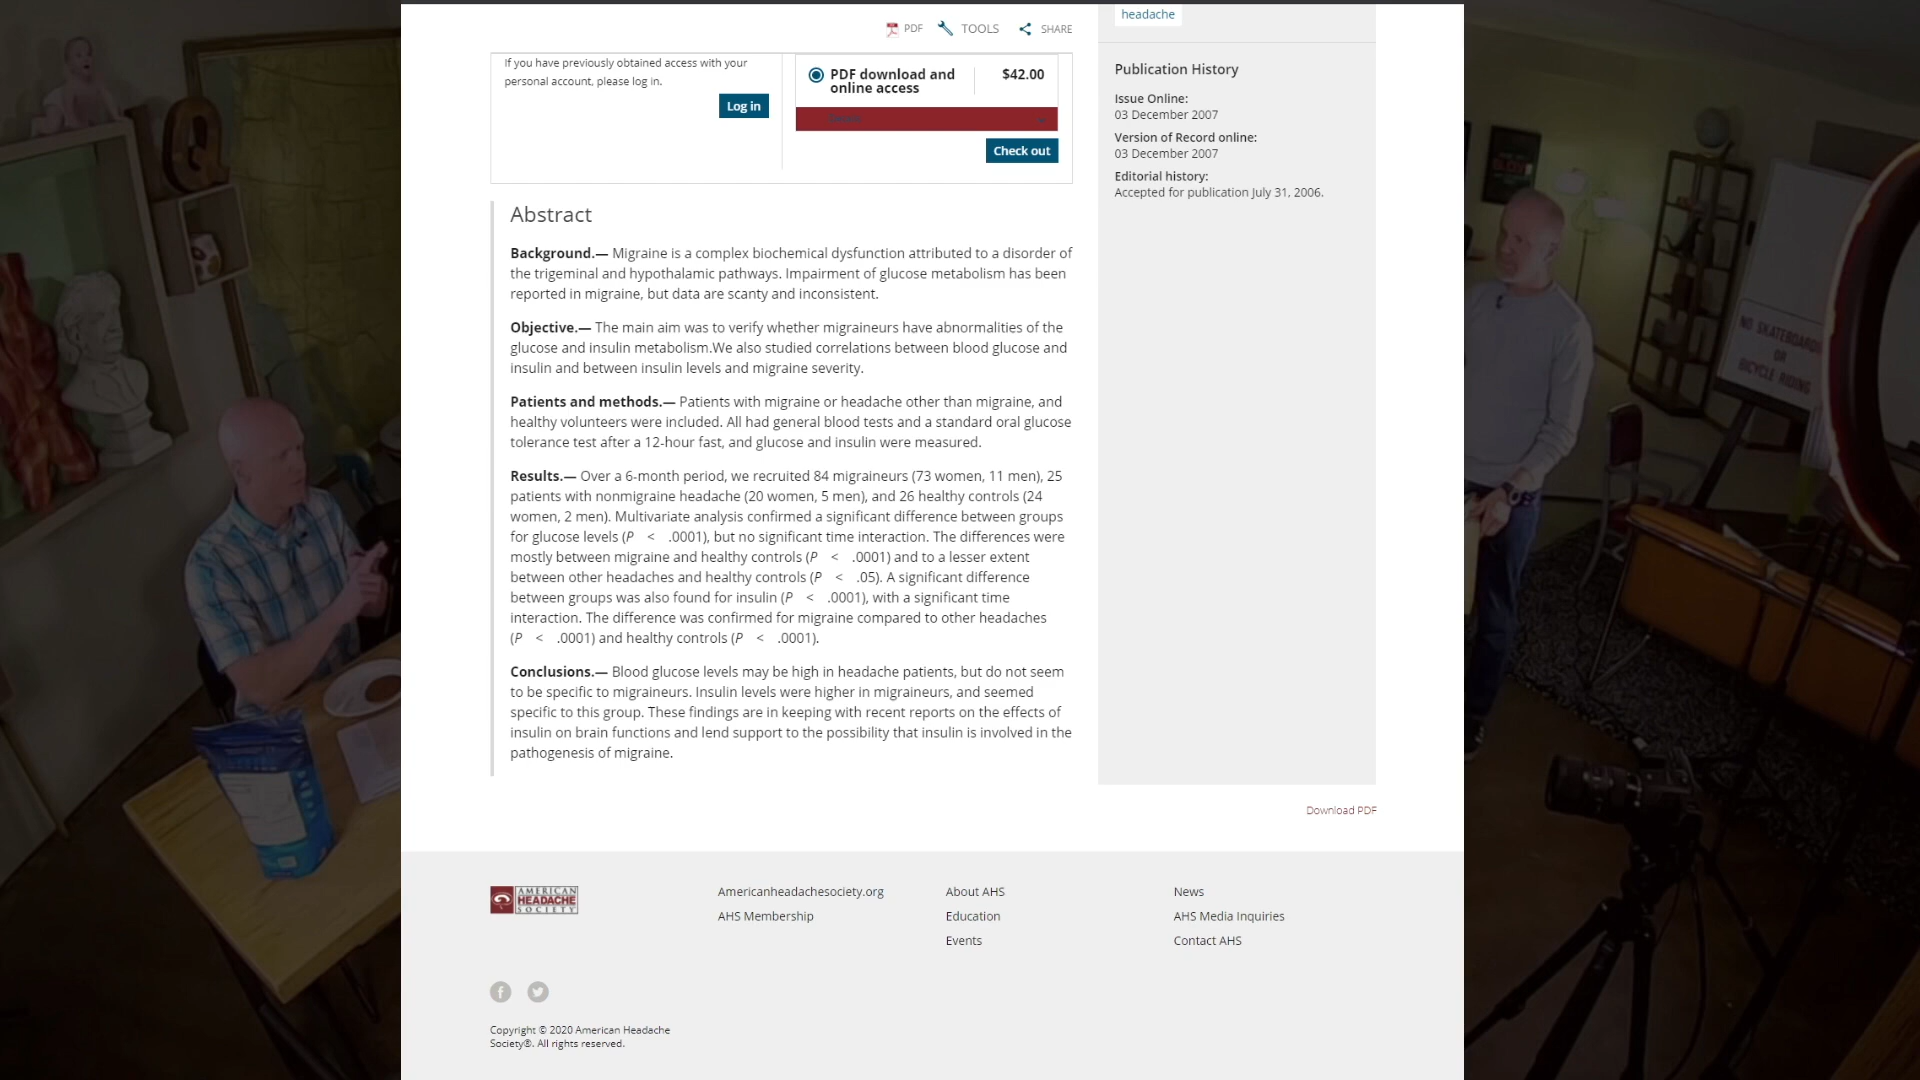 headache
PDF
TOOLS
SHARE
If you have previously obtained access with your
personal account, please log in.
Log in
PDF download and
online access
$42.00
Check out
Publication History
Issue Online:
03 December 2007
Version of Record online:
03 December 2007
Editorial history:
Accepted for publication July 31, 2006.
Abstract
Background.— Migraine is a complex biochemical dysfunction attributed to a disorder of
the trigeminal and hypothalamic pathways. Impairment of glucose metabolism has been
reported in migraine, but data are scanty and inconsistent.
Objective.— The main aim was to verify whether migraineurs have abnormalities of the
glucose and insulin metabolism.We also studied correlations between blood glucose and
insulin and between insulin levels and migraine severity.
Patients and methods.— Patients with migraine or headache other than migraine, and
healthy volunteers were included. All had general blood tests and a standard oral glucose
tolerance test after a 12-hour fast, and glucose and insulin were measured.
Results.— Over a 6-month period, we recruited 84 migraineurs (73 women, 11 men), 25
patients with nonmigraine headache (20 women, 5 men), and 26 healthy controls (24
women, 2 men). Multivariate analysis confirmed a significant difference between groups
for glucose levels (P < .0001), but no significant time interaction. The differences were
mostly between migraine and healthy controls (P < .0001) and to a lesser extent
between other headaches and healthy controls (P < .05). A significant difference
between groups was also found for insulin (P < .0001), with a significant time
interaction. The difference was confirmed for migraine compared to other headaches
(P < .0001) and healthy controls (P < .0001).
Conclusions.— Blood glucose levels may be high in headache patients, but do not seem
to be specific to migraineurs. Insulin levels were higher in migraineurs, and seemed
specific to this group. These findings are in keeping with recent reports on the effects of
insulin on brain functions and lend support to the possibility that insulin is involved in the
pathogenesis of migraine.
Download PDF
AMERICAN
HEADACHE
SOCIETY
Americanheadachesociety.org
AHS Membership
About AHS
Education
Events
News
AHS Media Inquiries
Contact AHS
Copyright © 2020 American Headache
Society®. All rights reserved.
Q
NO SKATEBOARDING
OR
BICYCLE RIDING